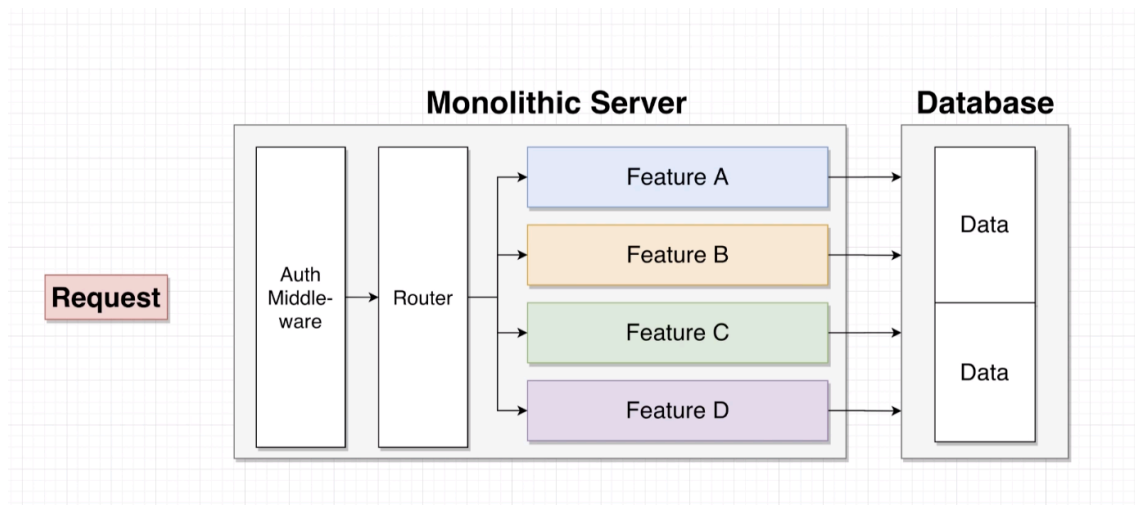 Monolithic Server
Database
Request
Auth
Middle-
ware
Router
Feature A
Feature B
Feature C
Feature D
Data
Data